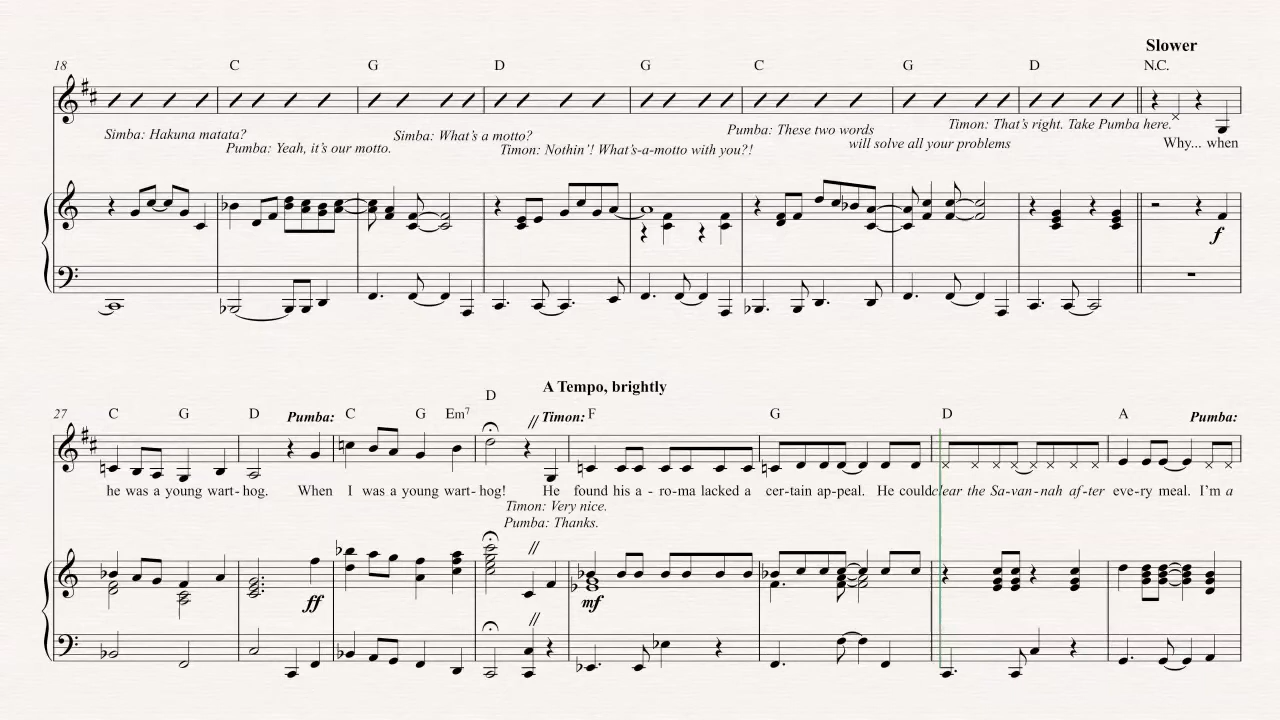 Slower
18 C G D G C G D N.C.
Simba: Hakuna matata? Simba: What's a motto? Pumba: These two words Timon: That's right. Take Pumba here.
Pumba: Yeah, it's our motto. Timon: Nothin'! What's-a-motto with you?! will solve all your problems Why... when
f
A Tempo, brightly
27 C G D Pumba: C G Em7 D // Timon: F G D A Pumba:
he was a young wart-hog. When I was a young wart-hog! He found his a - ro-ma lacked a cer-tain ap-peal. He could clear the Sa-van-nah af-ter eve-ry meal. I'm a
Timon: Very nice.
Pumba: Thanks.
ff mf